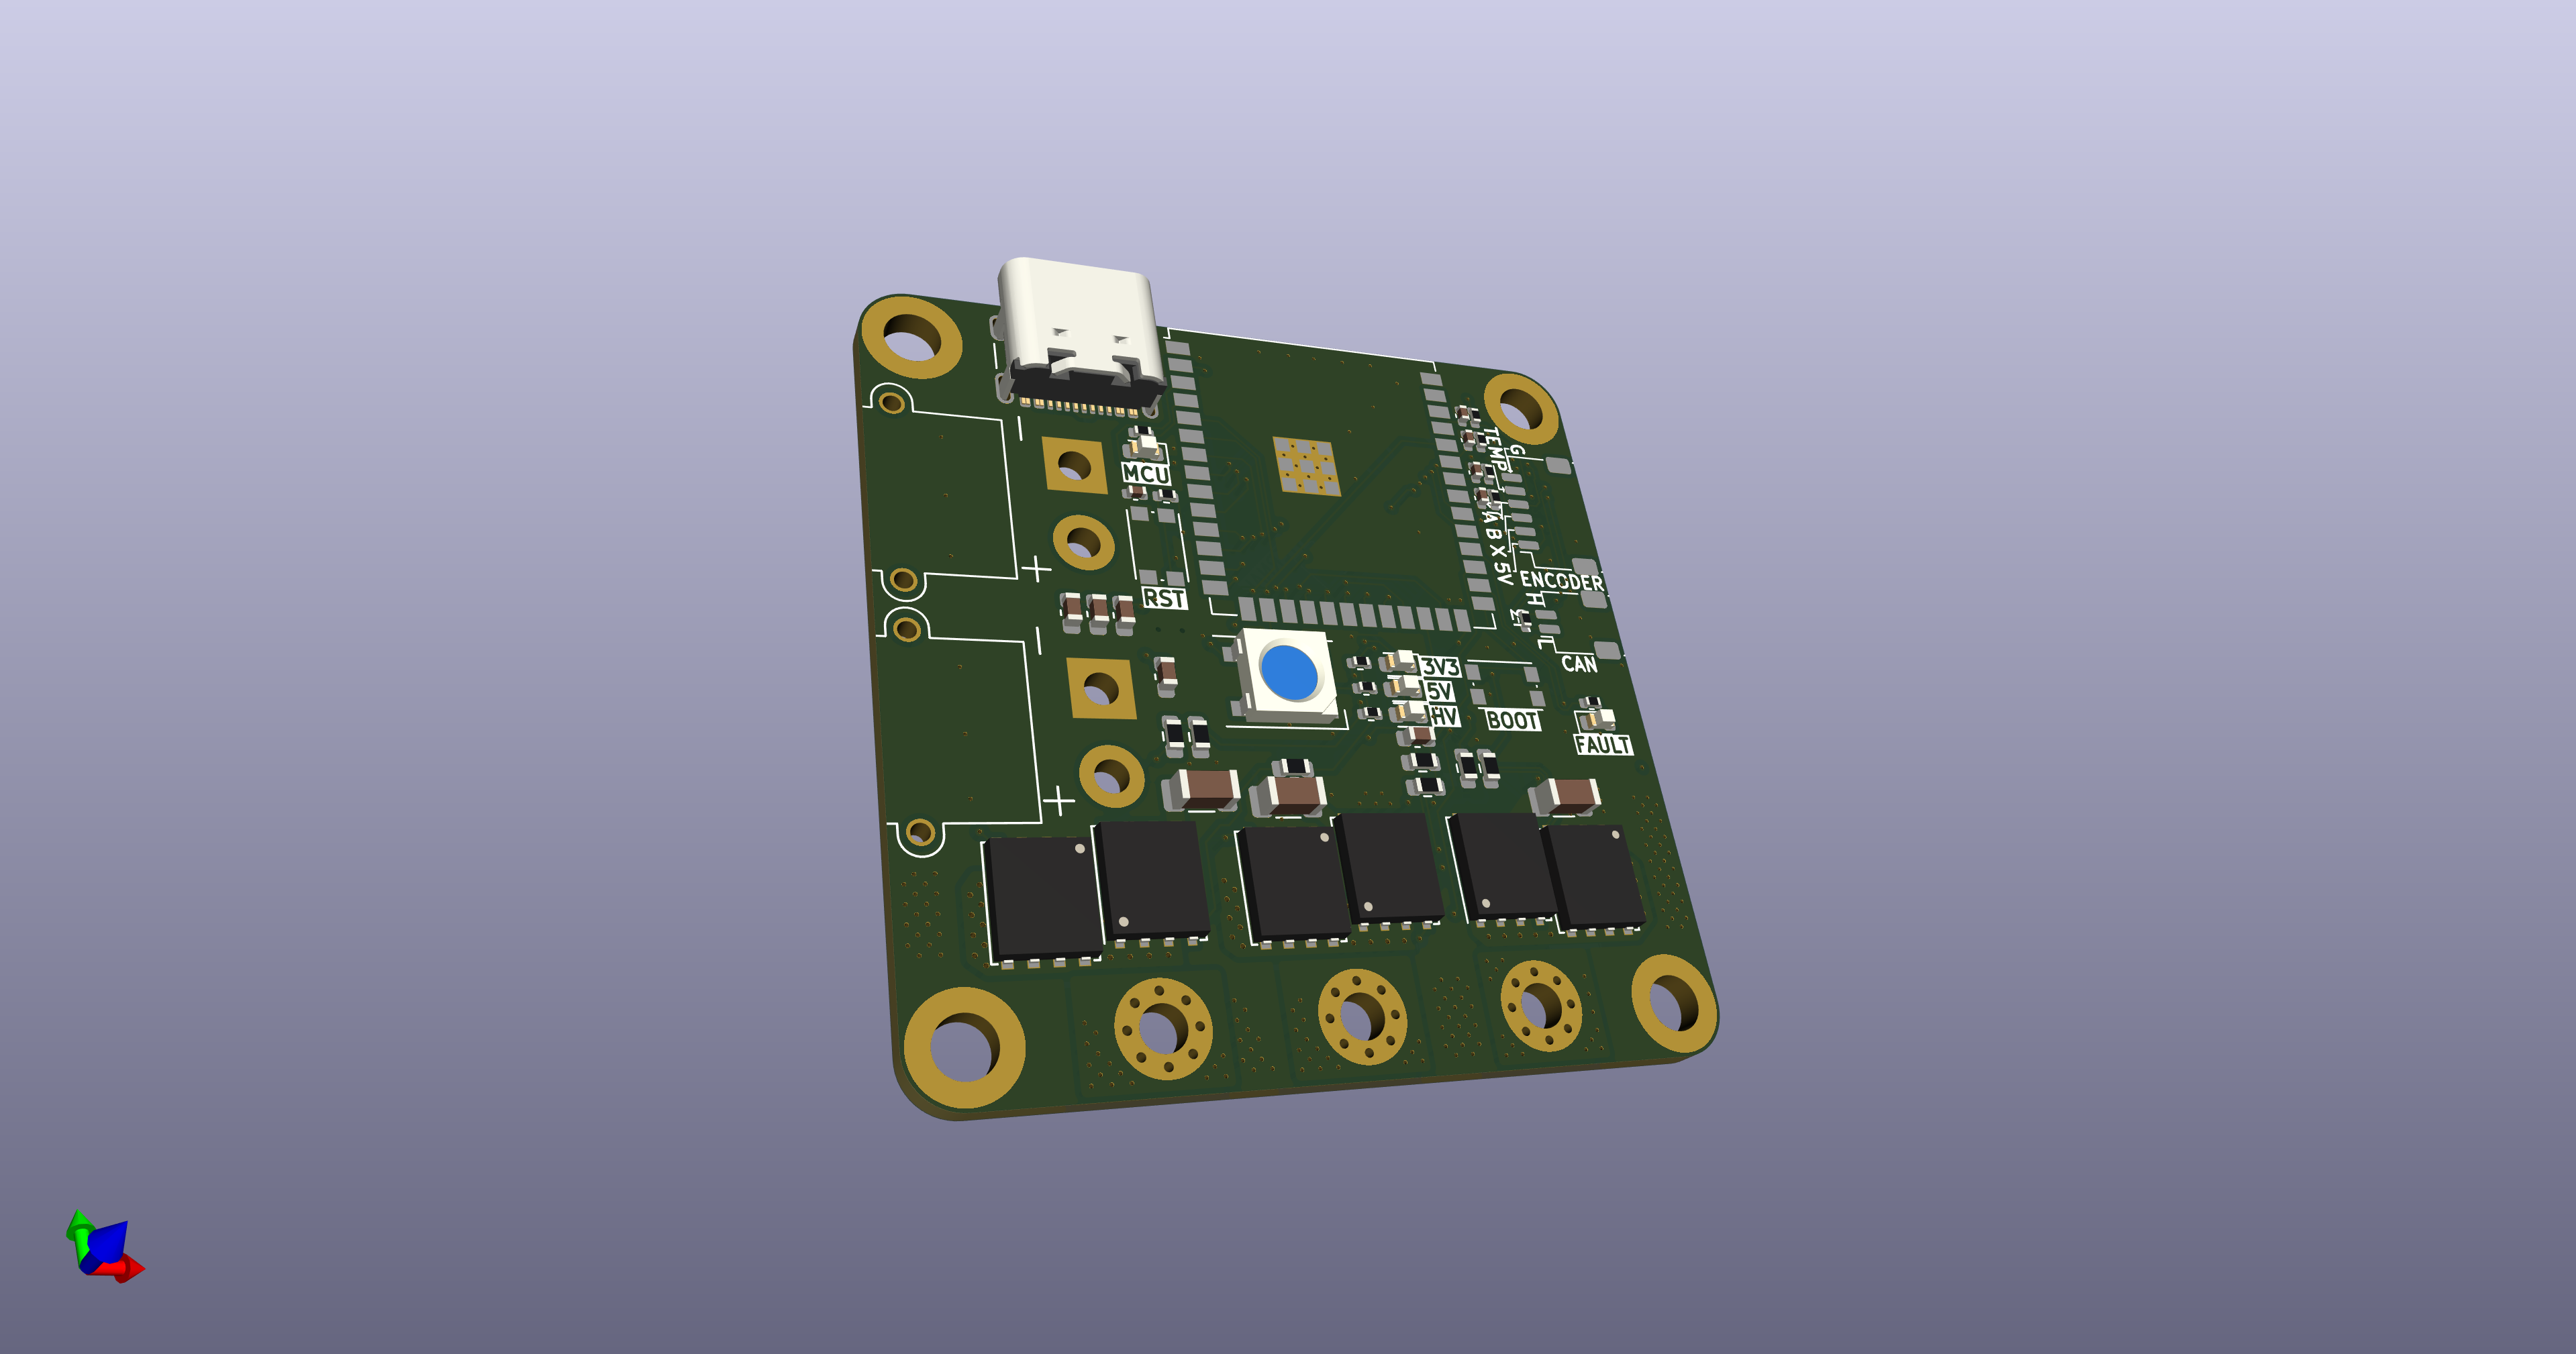 MCU
RST
TEMP
G
A B X 5V
ENCODER
H
L
CAN
3V3
5V
HV
BOOT
FAULT
−
+
−
+